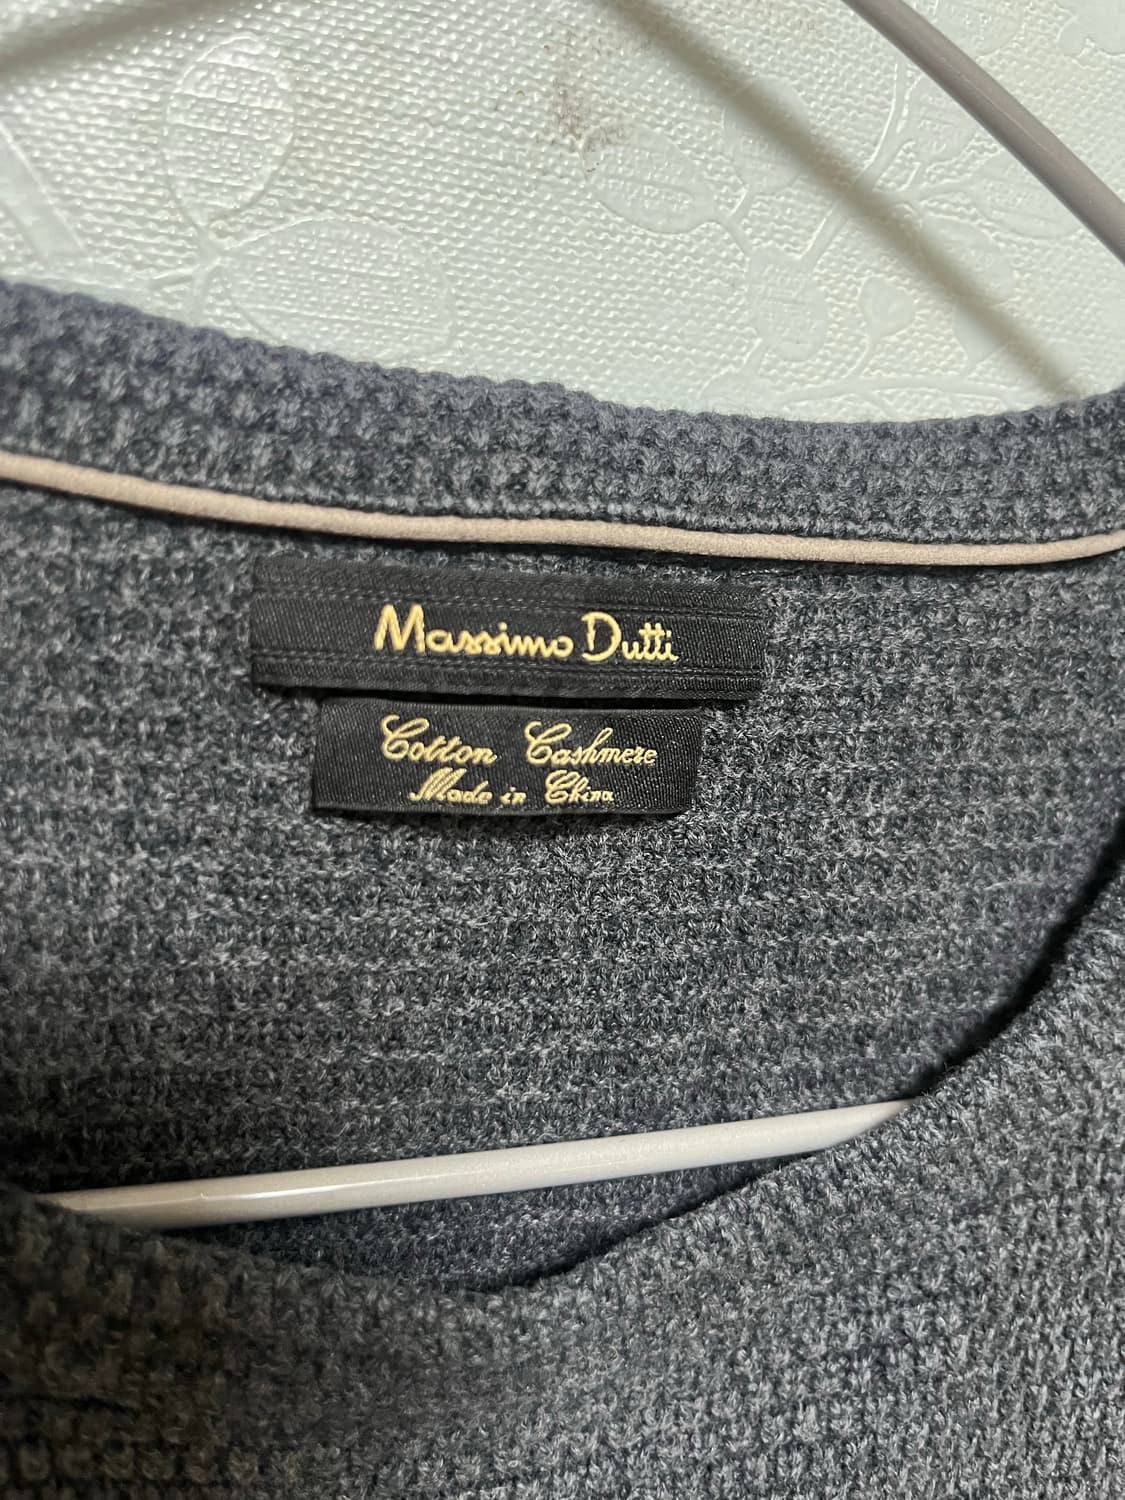 Massimo Dutti
Cotton Cashmere
Made in China